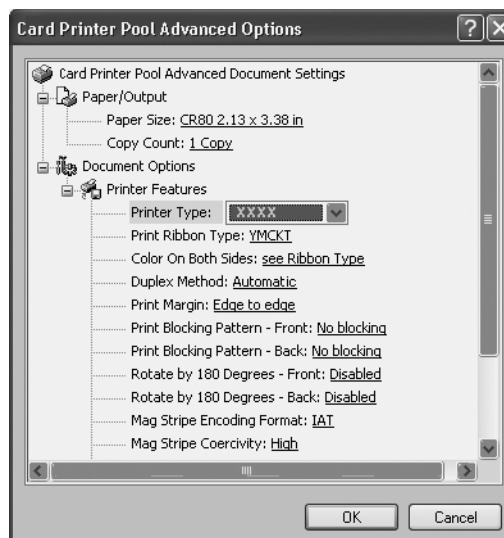 Card Printer Pool Advanced Options
Card Printer Pool Advanced Document Settings
Paper/Output
Paper Size: CR80 2.13 x 3.38 in
Copy Count: 1 Copy
Document Options
Printer Features
Printer Type: XXXX
Print Ribbon Type: YMCKT
Color On Both Sides: see Ribbon Type
Duplex Method: Automatic
Print Margin: Edge to edge
Print Blocking Pattern - Front: No blocking
Print Blocking Pattern - Back: No blocking
Rotate by 180 Degrees - Front: Disabled
Rotate by 180 Degrees - Back: Disabled
Mag Stripe Encoding Format: IAT
Mag Stripe Coercivity: High
OK Cancel